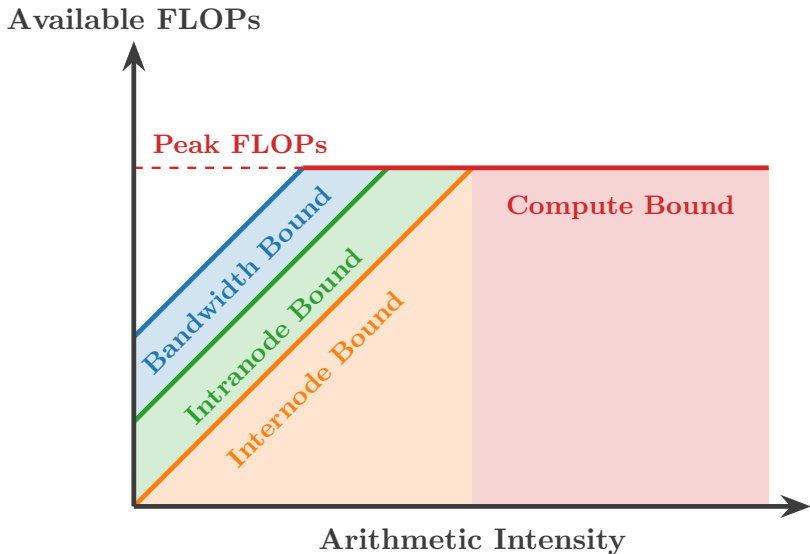 Available FLOPs
Peak FLOPs
Compute Bound
Bandwidth Bound
Intranode Bound
Internode Bound
Arithmetic Intensity